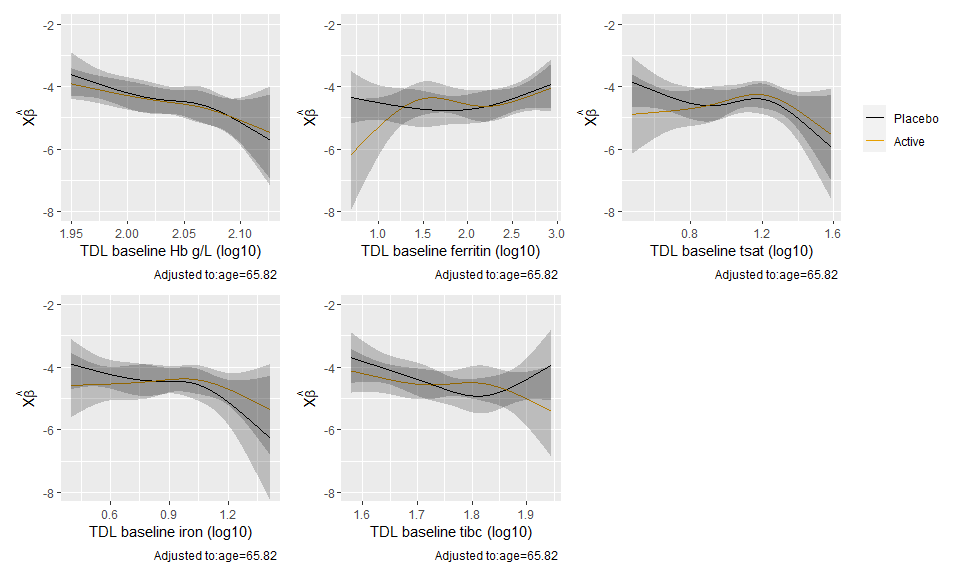 -2
-4
-6
-8
Xβ̂
1.95 2.00 2.05 2.10
TDL baseline Hb g/L (log10)
Adjusted to:age=65.82
-2
-4
-6
-8
Xβ̂
1.0 1.5 2.0 2.5 3.0
TDL baseline ferritin (log10)
Adjusted to:age=65.82
-2
-4
-6
-8
Xβ̂
0.8 1.2 1.6
TDL baseline tsat (log10)
Adjusted to:age=65.82
Placebo
Active
-2
-4
-6
-8
Xβ̂
0.6 0.9 1.2
TDL baseline iron (log10)
Adjusted to:age=65.82
-2
-4
-6
-8
Xβ̂
1.6 1.7 1.8 1.9
TDL baseline tibc (log10)
Adjusted to:age=65.82